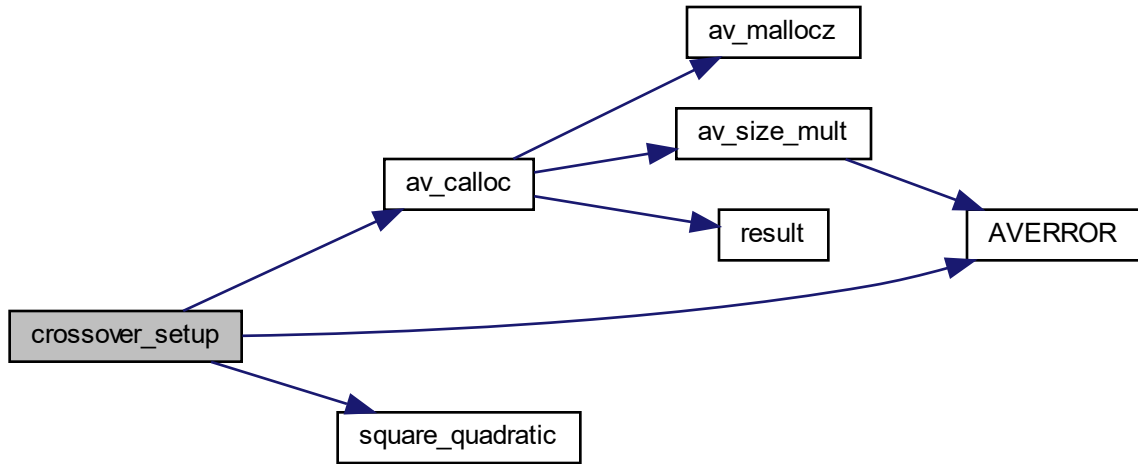 av_mallocz
av_size_mult
av_calloc
result
AVERROR
crossover_setup
square_quadratic